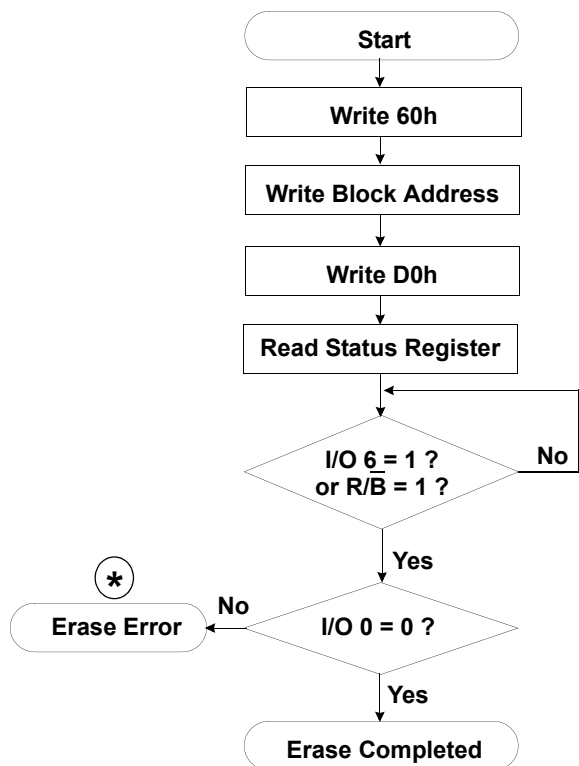 Start
Write 60h
Write Block Address
Write D0h
Read Status Register
I/O 6 = 1 ?
or R/B̅ = 1 ?
No
Yes
*
No
Erase Error
I/O 0 = 0 ?
Yes
Erase Completed